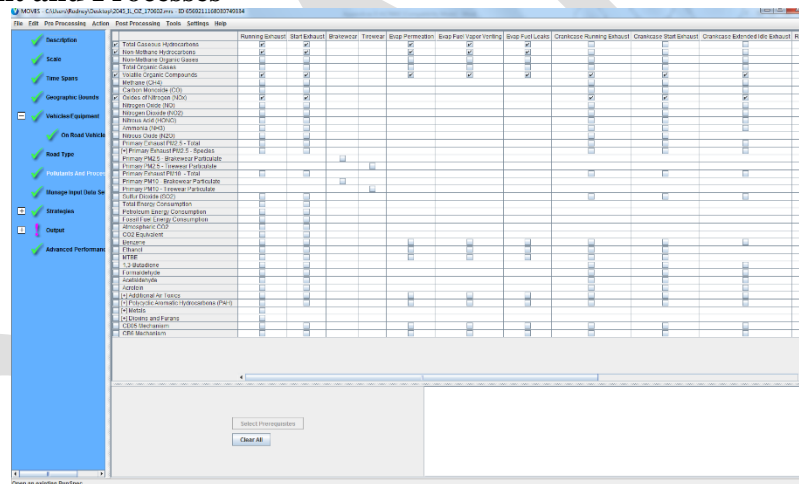 nt and Processes
MOVES - C:\Users\Rodney\Desktop\2045_IL_OZ_170032.mrs - ID 6560211160030740034
File Edit Pre Processing Action Post Processing Tools Settings Help
Running Exhaust Start Exhaust Brakewear Tirewear Evap Permeation Evap Fuel Vapor Venting Evap Fuel Leaks Crankcase Running Exhaust Crankcase Start Exhaust Crankcase Extended Idle Exhaust R
Description
Scale
Time Spans
Geographic Bounds
Vehicles/Equipment
On Road Vehicle
Road Type
Pollutants And Proces
Manage Input Data Se
Strategies
Output
Advanced Performanc
Total Gaseous Hydrocarbons
Non-Methane Hydrocarbons
Non-Methane Organic Gases
Total Organic Gases
Volatile Organic Compounds
Methane (CH4)
Carbon Monoxide (CO)
Oxides of Nitrogen (NOx)
Nitrogen Oxide (NO)
Nitrogen Dioxide (NO2)
Nitrous Acid (HONO)
Ammonia (NH3)
Nitrous Oxide (N2O)
Primary Exhaust PM2.5 - Total
[+] Primary Exhaust PM2.5 - Species
Primary PM2.5 - Brakewear Particulate
Primary PM2.5 - Tirewear Particulate
Primary Exhaust PM10 - Total
Primary PM10 - Brakewear Particulate
Primary PM10 - Tirewear Particulate
Sulfur Dioxide (SO2)
Total Energy Consumption
Petroleum Energy Consumption
Fossil Fuel Energy Consumption
Atmospheric CO2
CO2 Equivalent
Benzene
Ethanol
MTBE
1,3-Butadiene
Formaldehyde
Acetaldehyde
Acrolein
[+] Additional Air Toxics
[+] Polycyclic Aromatic Hydrocarbons (PAH)
[+] Metals
[+] Dioxins and Furans
CB05 Mechanism
CB6 Mechanism
Select Prerequisites
Clear All
Open an existing RunSpec